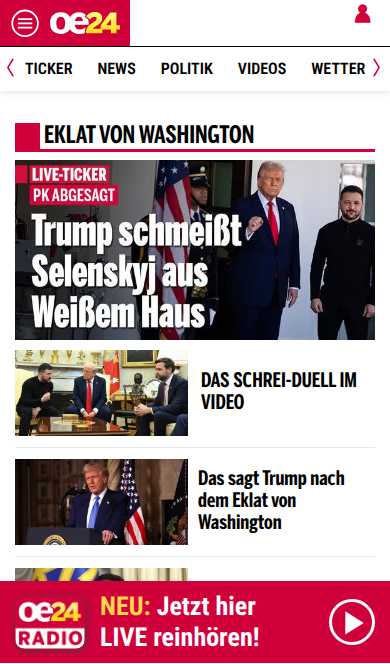 oe24
TICKER NEWS POLITIK VIDEOS WETTER
EKLAT VON WASHINGTON
LIVE-TICKER
PK ABGESAGT
Trump schmeißt
Selenskyj aus
Weißem Haus
DAS SCHREI-DUELL IM
VIDEO
Das sagt Trump nach
dem Eklat von
Washington
oe24
RADIO
NEU: Jetzt hier
LIVE reinhören!